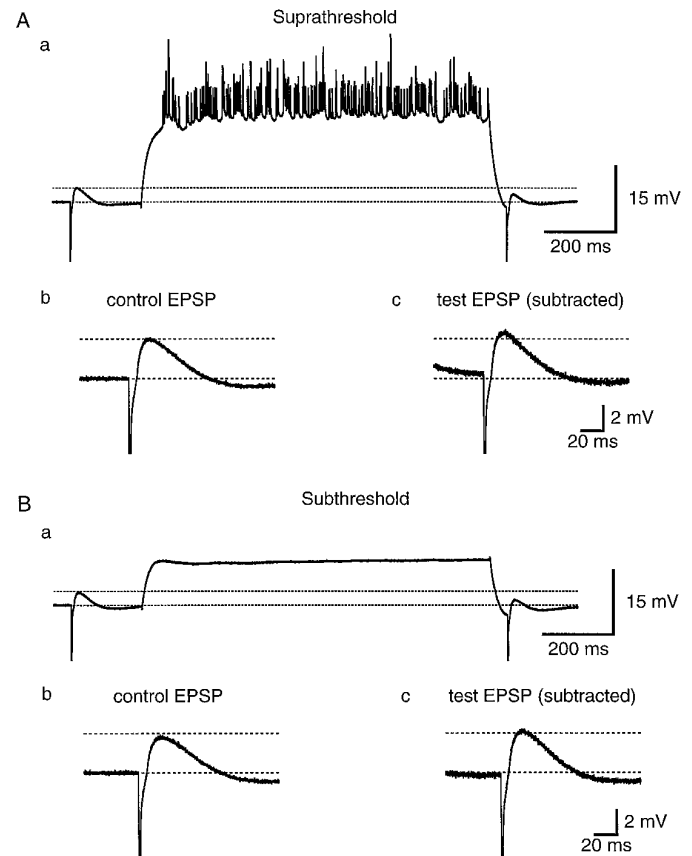 A
Suprathreshold
a
15 mV
200 ms
b
control EPSP
c
test EPSP (subtracted)
2 mV
20 ms
B
Subthreshold
a
15 mV
200 ms
b
control EPSP
c
test EPSP (subtracted)
2 mV
20 ms